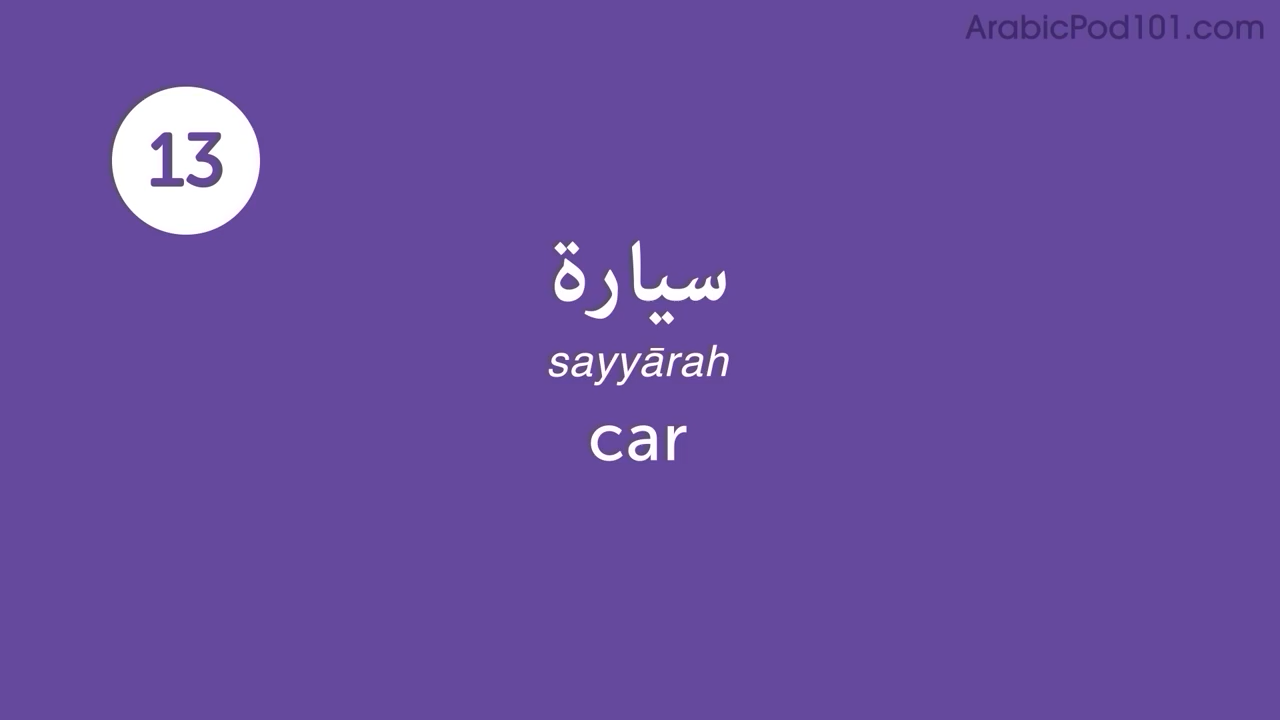 ArabicPod101.com
13
سيارة
sayyārah
car